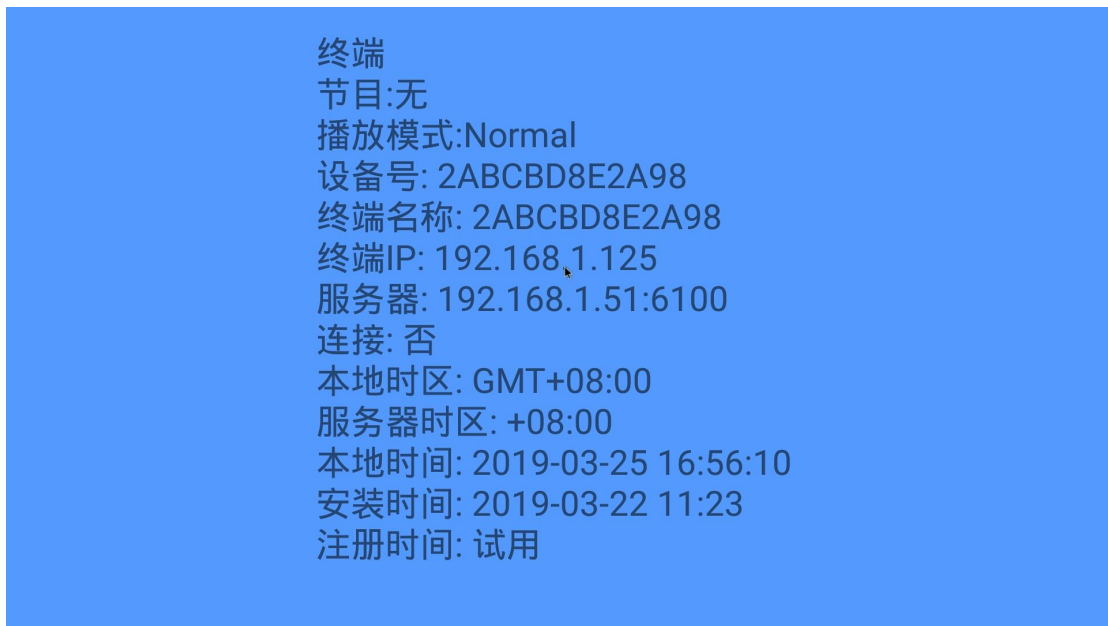 终端
节目:无
播放模式:Normal
设备号: 2ABCBD8E2A98
终端名称: 2ABCBD8E2A98
终端IP: 192.168.1.125
服务器: 192.168.1.51:6100
连接: 否
本地时区: GMT+08:00
服务器时区: +08:00
本地时间: 2019-03-25 16:56:10
安装时间: 2019-03-22 11:23
注册时间: 试用